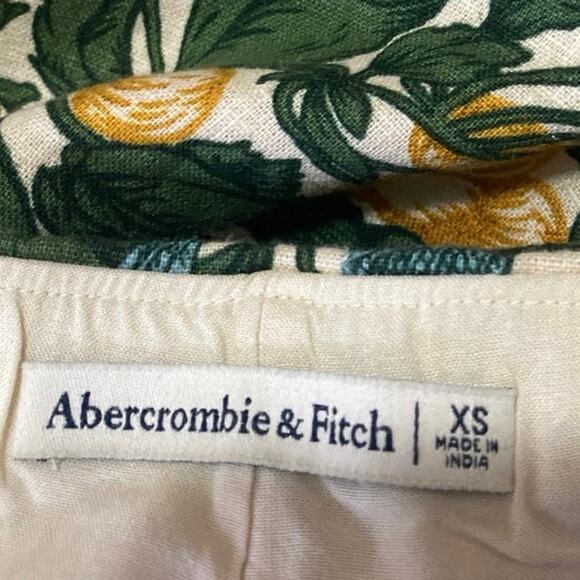 Abercrombie & Fitch
XS
MADE IN
INDIA